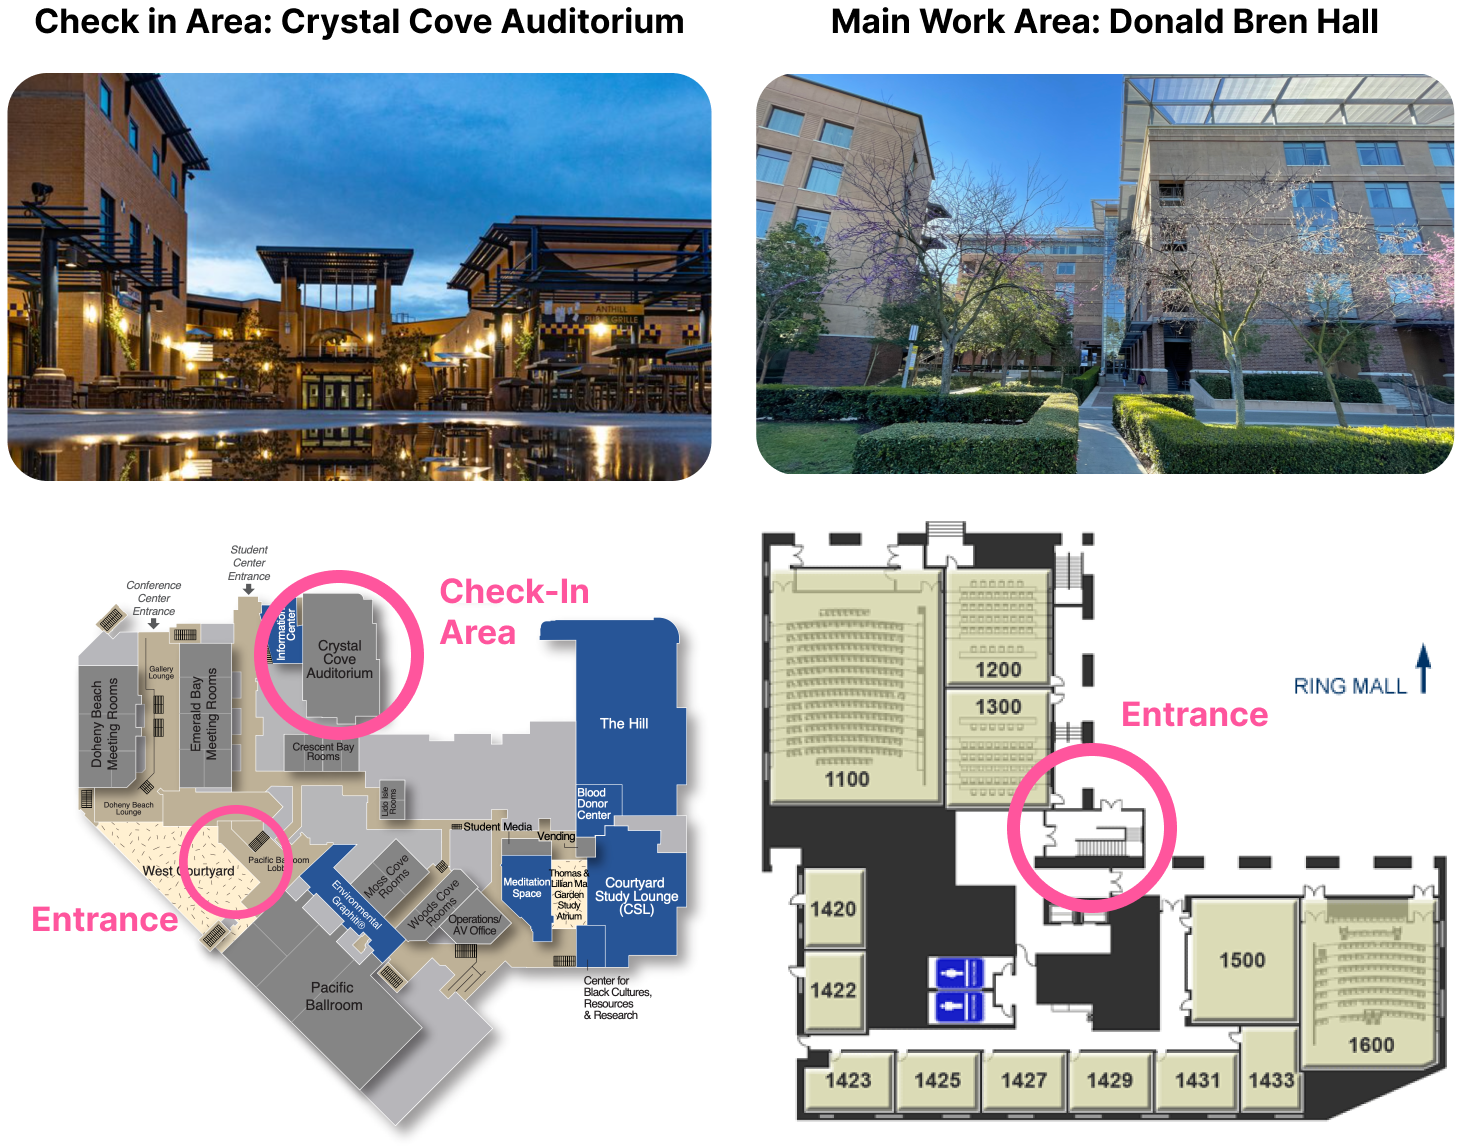 Check in Area: Crystal Cove Auditorium
Main Work Area: Donald Bren Hall
ANTHILL
PUB & GRILLE
Student
Center
Entrance
Conference
Center
Entrance
Check-In
Area
Information
Center
Crystal
Cove
Auditorium
Gallery
Lounge
Doheny Beach
Meeting Rooms
Emerald Bay
Meeting Rooms
The Hill
Crescent Bay
Rooms
Lido Isle
Rooms
Blood
Donor
Center
Doheny Beach
Lounge
Student Media
Vending
West Courtyard
Pacific Ballroom
Lobby
Environmental
Graphiti®
Moss Cove
Rooms
Woods Cove
Rooms
Operations/
AV Office
Meditation
Space
Thomas &
Lillian Ma
Garden
Study
Atrium
Courtyard
Study Lounge
(CSL)
Entrance
Pacific
Ballroom
Center for
Black Cultures,
Resources
& Research
1200
1300
1100
RING MALL
Entrance
1420
1422
1500
1600
1423
1425
1427
1429
1431
1433